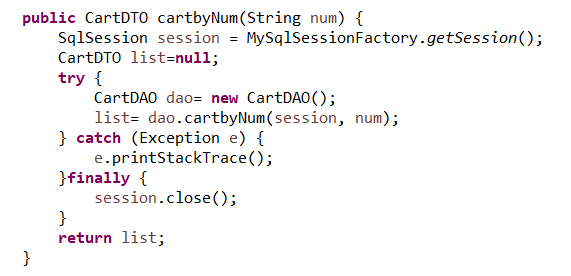 public CartDTO cartbyNum(String num) {
    SqlSession session = MySqlSessionFactory.getSession();
    CartDTO list=null;
    try {
        CartDAO dao= new CartDAO();
        list= dao.cartbyNum(session, num);
    } catch (Exception e) {
        e.printStackTrace();
    }finally {
        session.close();
    }
    return list;
}